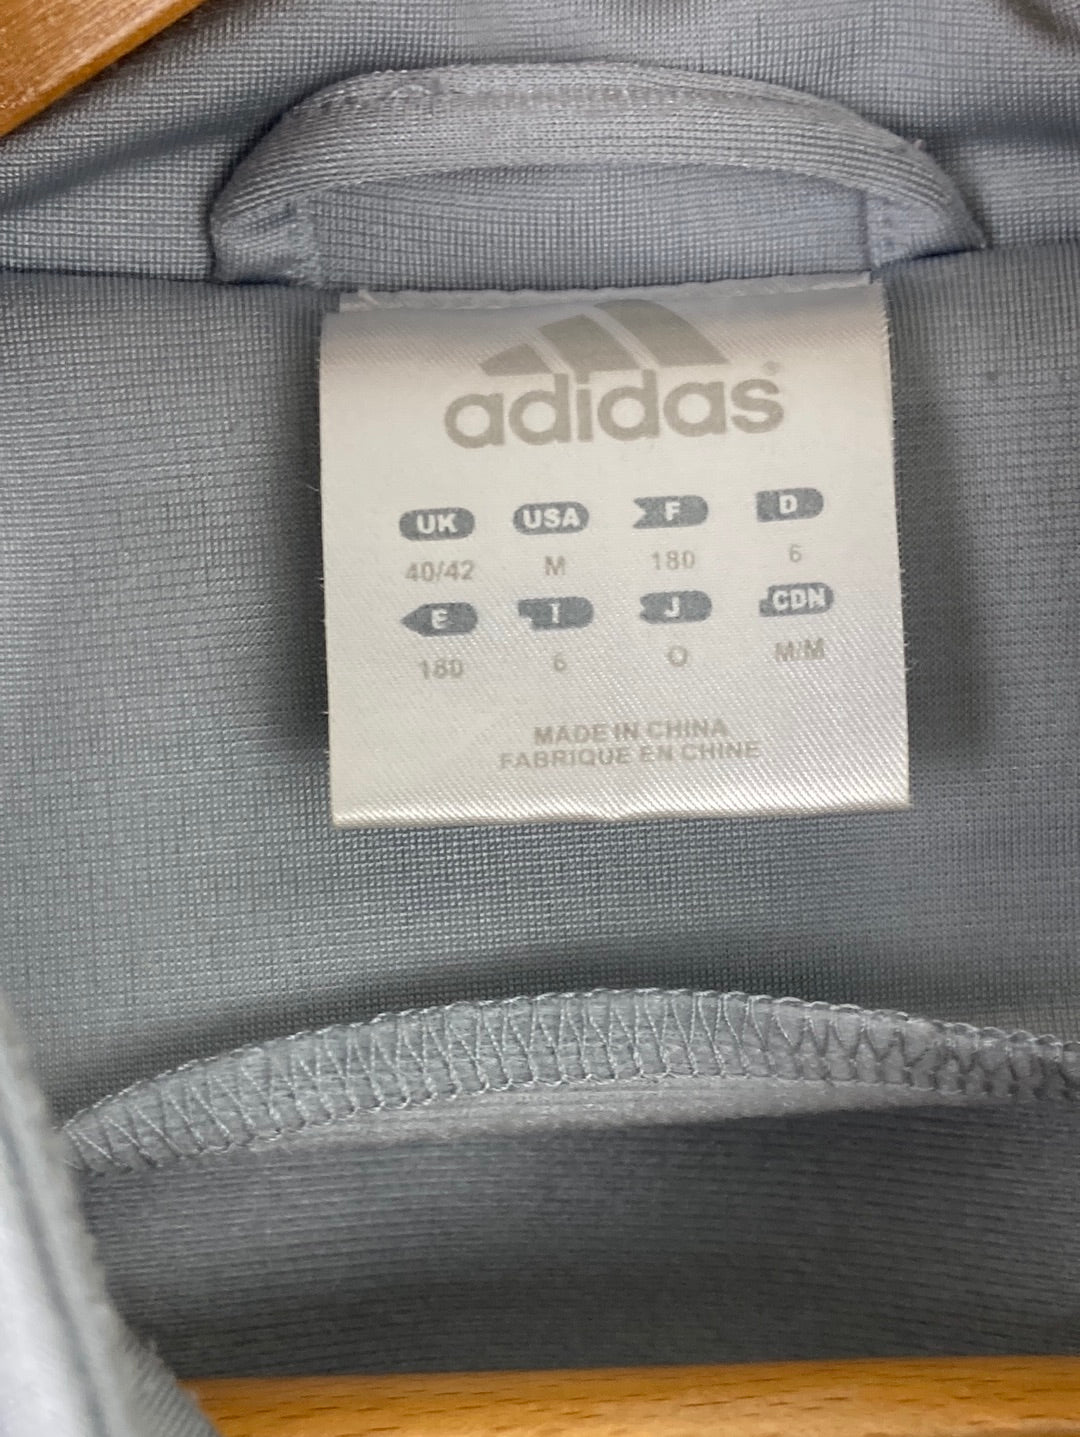 adidas®
UK USA F D
40/42 M 180 6
E I J CDN
180 6 O M/M
MADE IN CHINA
FABRIQUE EN CHINE